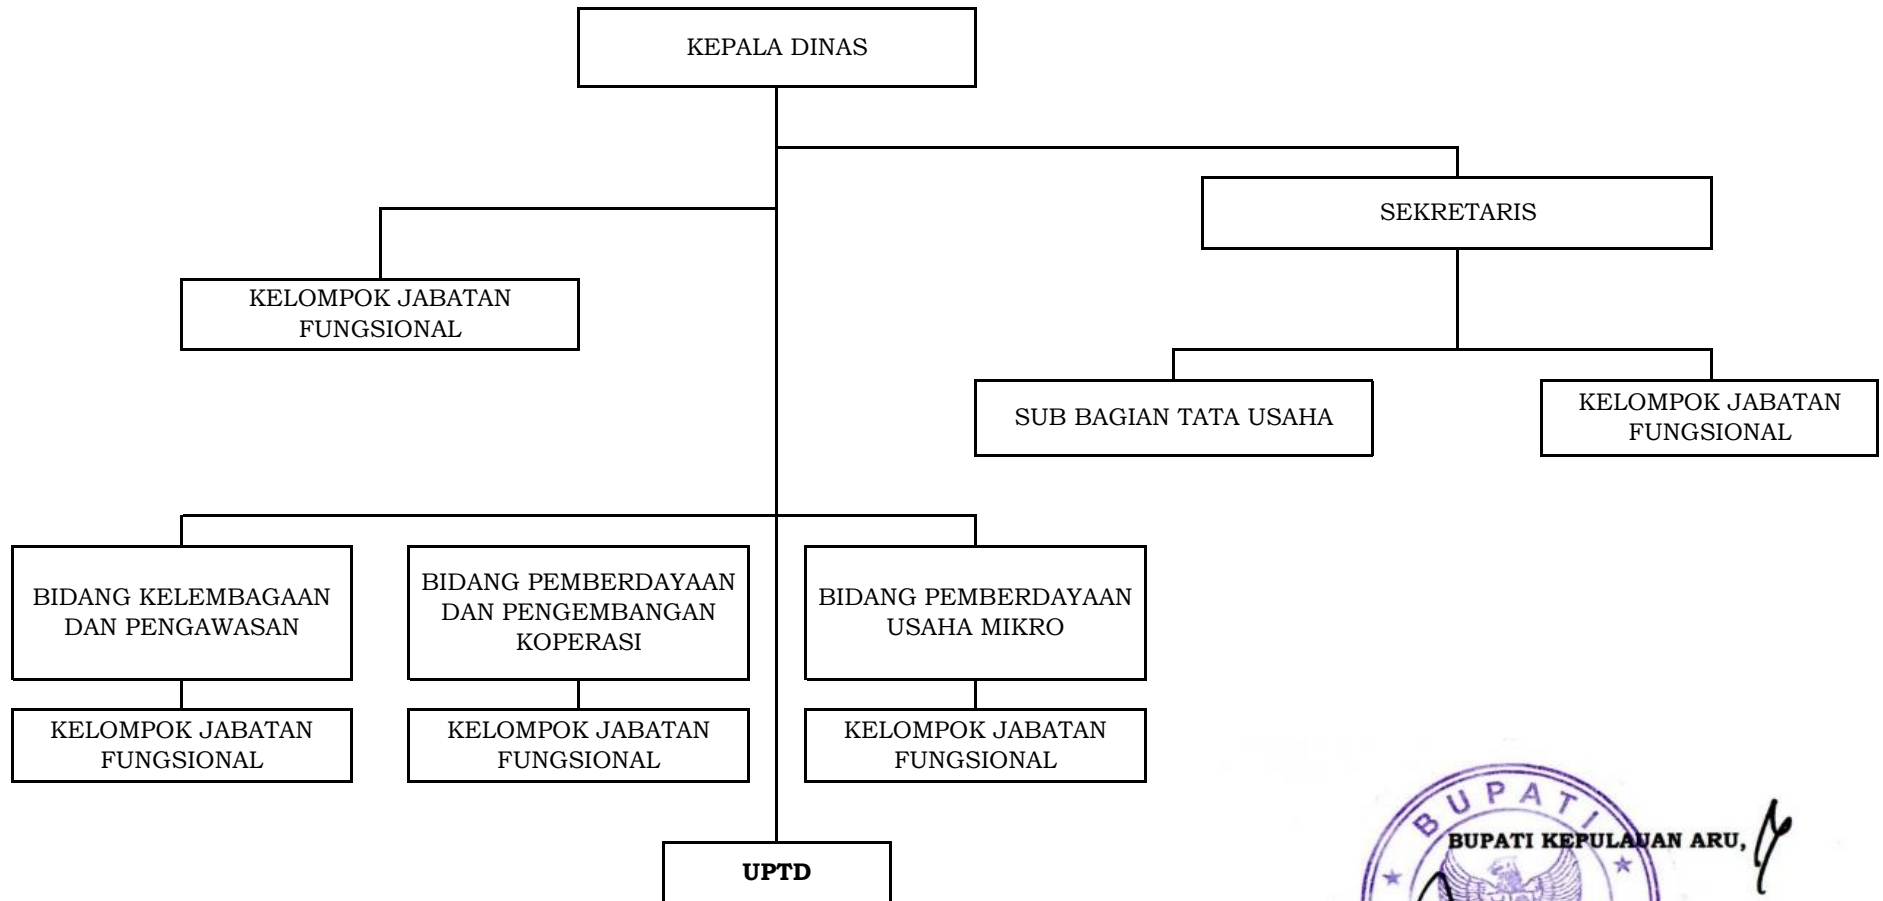 KEPALA DINAS
SEKRETARIS
KELOMPOK JABATAN
FUNGSIONAL
SUB BAGIAN TATA USAHA
KELOMPOK JABATAN
FUNGSIONAL
BIDANG KELEMBAGAAN
DAN PENGAWASAN
BIDANG PEMBERDAYAAN
DAN PENGEMBANGAN
KOPERASI
BIDANG PEMBERDAYAAN
USAHA MIKRO
KELOMPOK JABATAN
FUNGSIONAL
KELOMPOK JABATAN
FUNGSIONAL
KELOMPOK JABATAN
FUNGSIONAL
UPTD
BUPATI
BUPATI KEPULAUAN ARU,